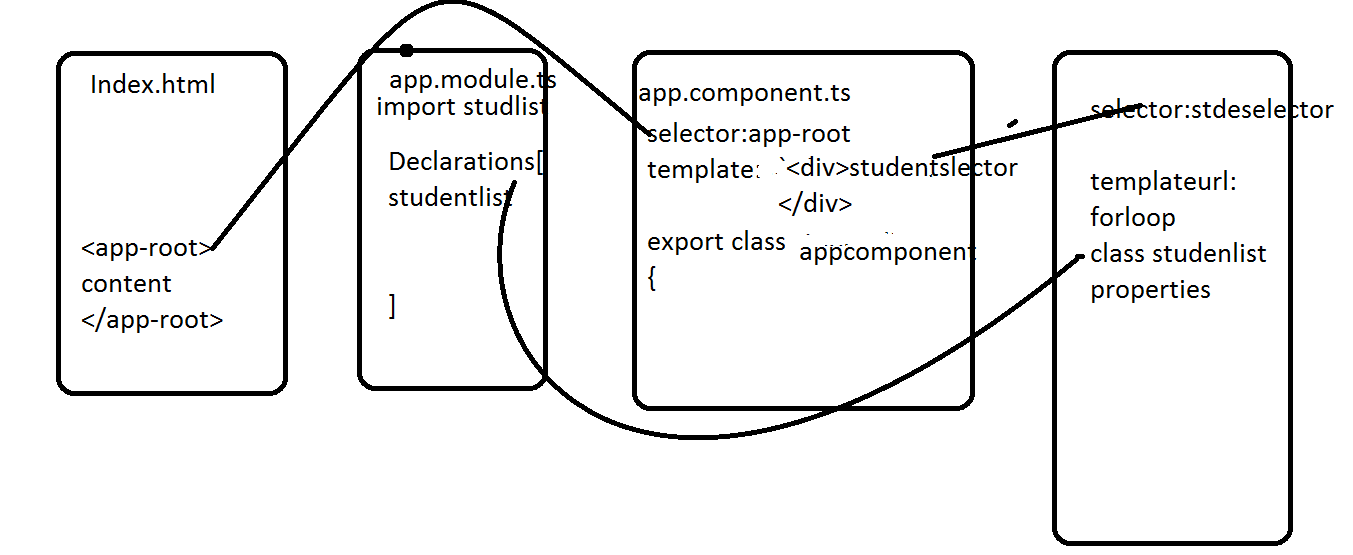 Index.html
<app-root>
content
</app-root>
app.module.ts
import studlist
Declarations[
studentlist
]
app.component.ts
selector:app-root
template: `<div>studentslector
</div>
export class appcomponent
{
selector:stdeselector
templateurl:
forloop
class studenlist
properties